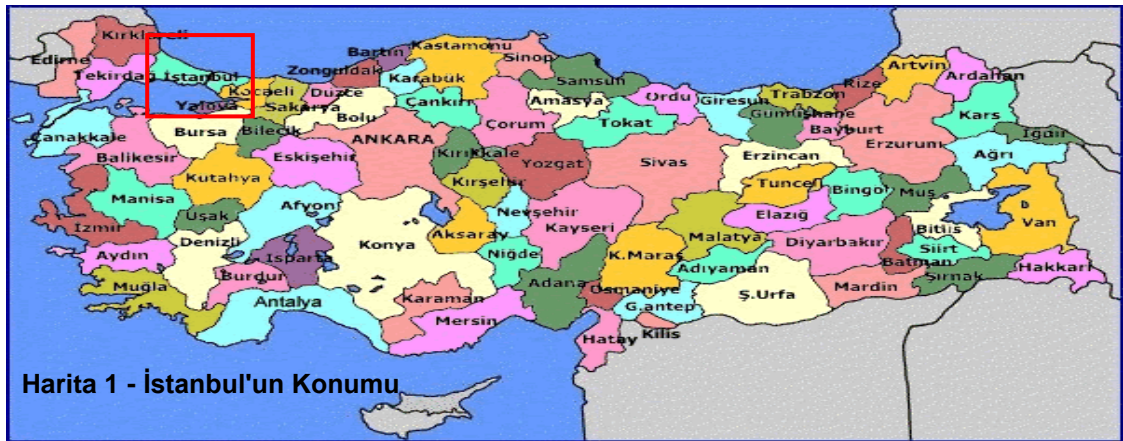 Kırklareli
Edirne
Tekirdağ
İstanbul
Kocaeli
Yalova
Sakarya
Düzce
Zonguldak
Bartın
Karabük
Kastamonu
Sinop
Samsun
Ordu
Giresun
Trabzon
Rize
Artvin
Ardahan
Kars
Iğdır
Ağrı
Erzurum
Bayburt
Gümüşhane
Erzincan
Tokat
Amasya
Çorum
Çankırı
Bolu
ANKARA
Kırıkkale
Yozgat
Sivas
Çanakkale
Balikesir
Bursa
Bilecik
Eskişehir
Kutahya
Manisa
Uşak
Afyon
İzmir
Aydın
Denizli
Muğla
Burdur
Isparta
Antalya
Konya
Karaman
Mersin
Aksaray
Kırşehir
Nevşehir
Niğde
Kayseri
Adana
K.Maraş
Osmaniye
Hatay
Kilis
G.antep
Adıyaman
Malatya
Ş.Urfa
Elazığ
Tunceli
Bingöl
Muş
Bitlis
Van
Diyarbakır
Batman
Siirt
Mardin
Şırnak
Hakkari
Harita 1 - İstanbul'un Konumu